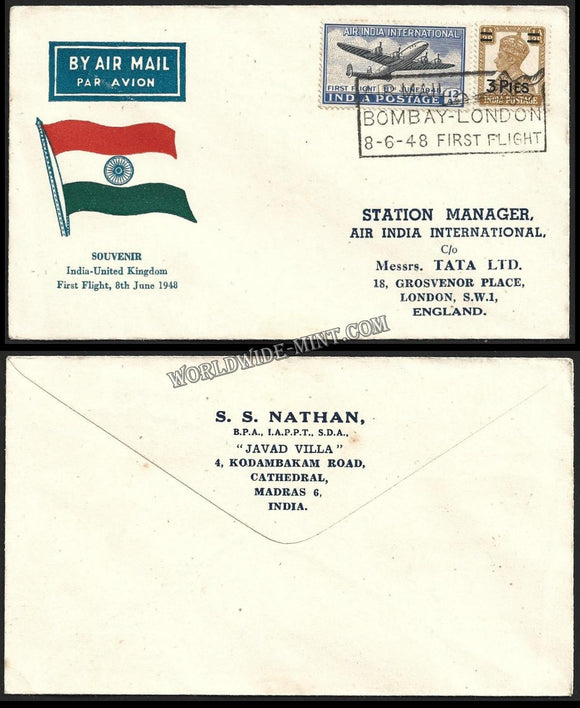 BY AIR MAIL
PAR AVION
AIR INDIA INTERNATIONAL
FIRST FLIGHT 8TH JUNE 1948
INDIA POSTAGE 12 AS
3 PIES
INDIA POSTAGE
BOMBAY-LONDON
8-6-48 FIRST FLIGHT
SOUVENIR
India-United Kingdom
First Flight, 8th June 1948
STATION MANAGER,
AIR INDIA INTERNATIONAL,
C/o
Messrs. TATA LTD.
18, GROSVENOR PLACE,
LONDON, S.W.1,
ENGLAND.
WORLDWIDE-MINT.COM
S. S. NATHAN,
B.P.A., I.A.P.P.T., S.D.A.,
"JAVAD VILLA"
4, KODAMBAKAM ROAD,
CATHEDRAL,
MADRAS 6,
INDIA.